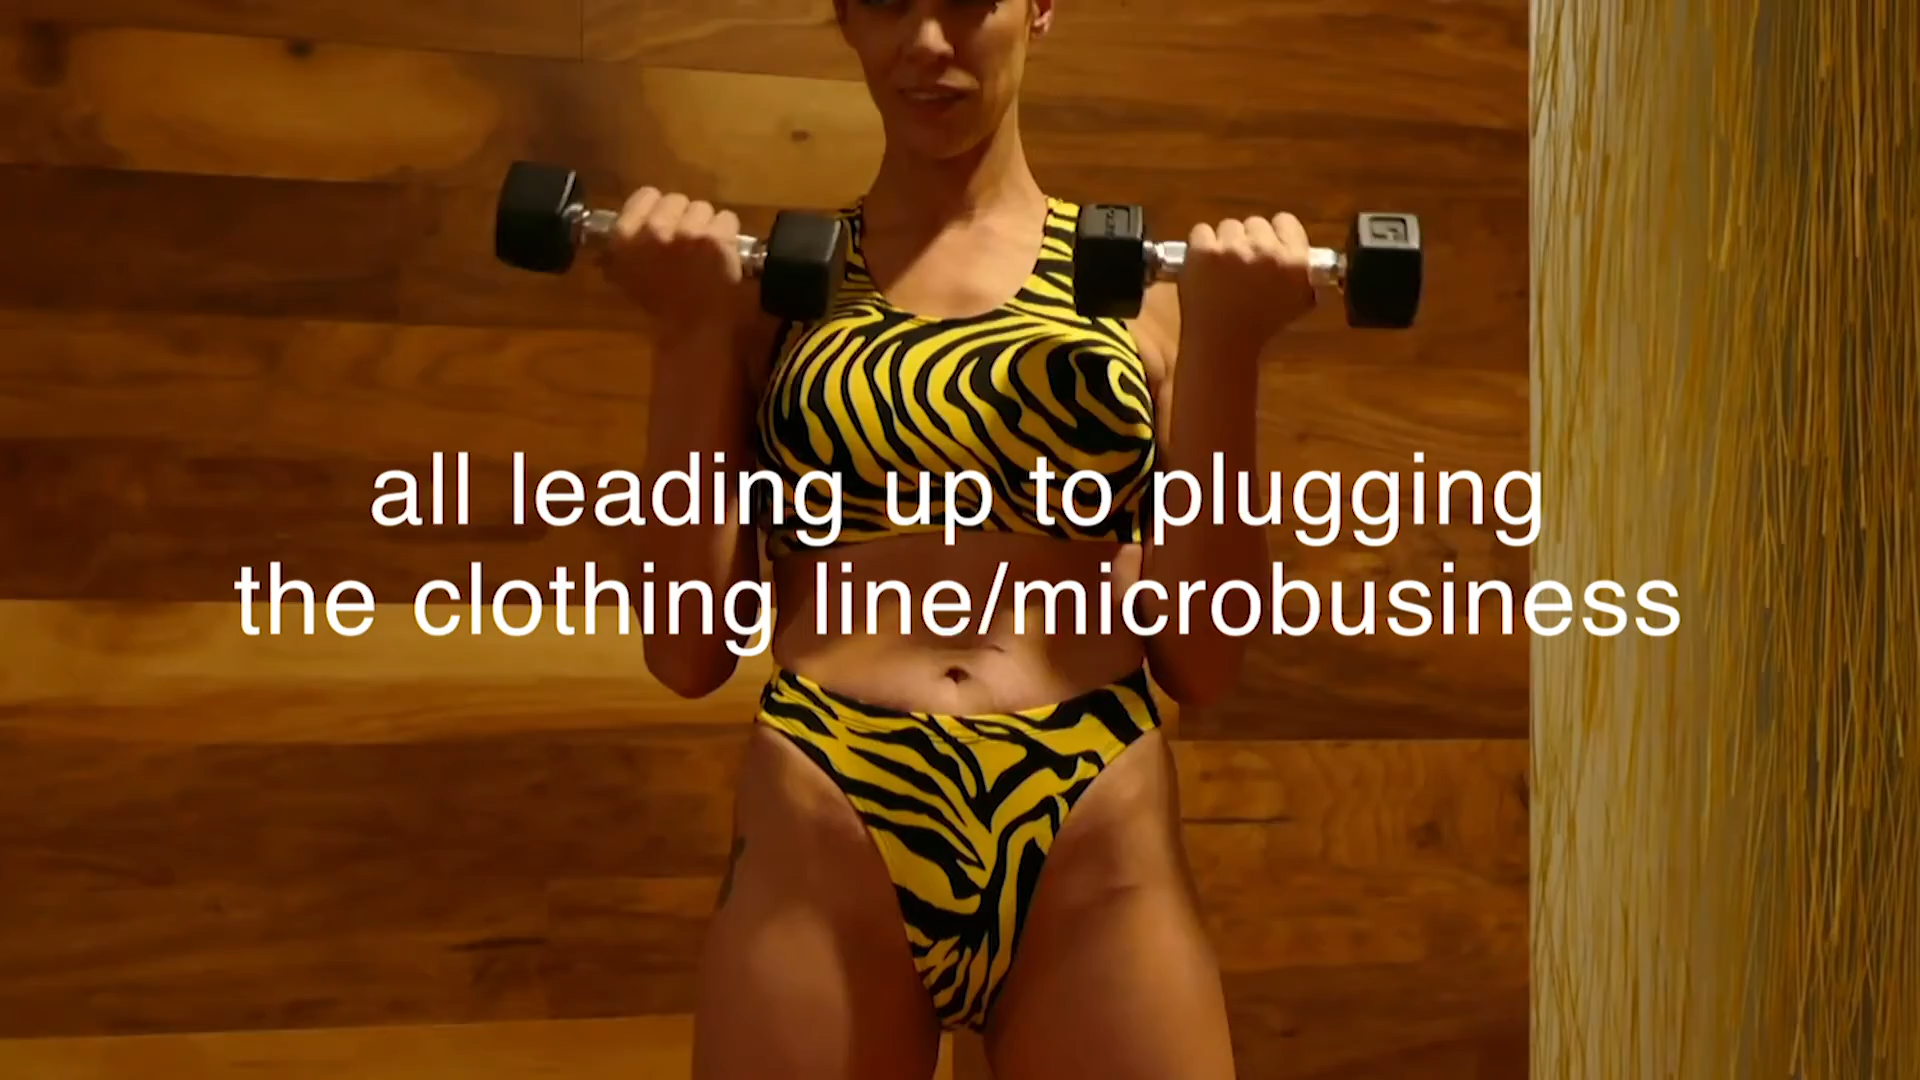 all leading up to plugging
the clothing line/microbusiness